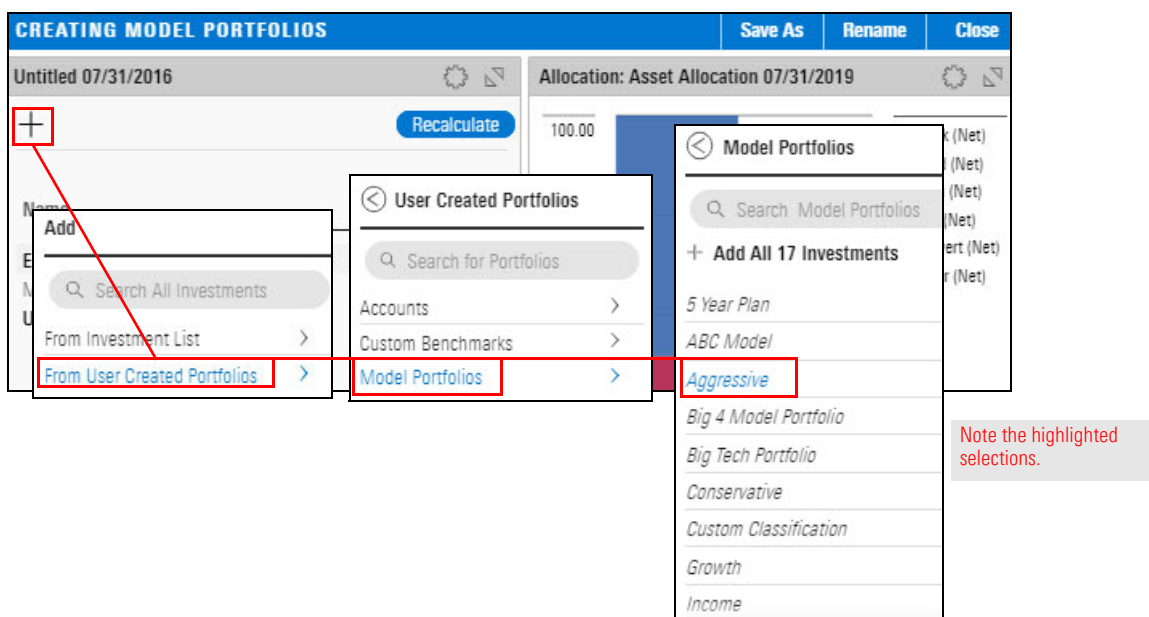 CREATING MODEL PORTFOLIOS
Save As
Rename
Close
Untitled 07/31/2016
Allocation: Asset Allocation 07/31/2019
Recalculate
100.00
(Net)
(Net)
(Net)
(Net)
(Net)
(Net)
Name
Add
Search All Investments
From Investment List
From User Created Portfolios
User Created Portfolios
Search for Portfolios
Accounts
Custom Benchmarks
Model Portfolios
Model Portfolios
Search Model Portfolios
+ Add All 17 Investments
5 Year Plan
ABC Model
Aggressive
Big 4 Model Portfolio
Big Tech Portfolio
Conservative
Custom Classification
Growth
Income
Note the highlighted
selections.